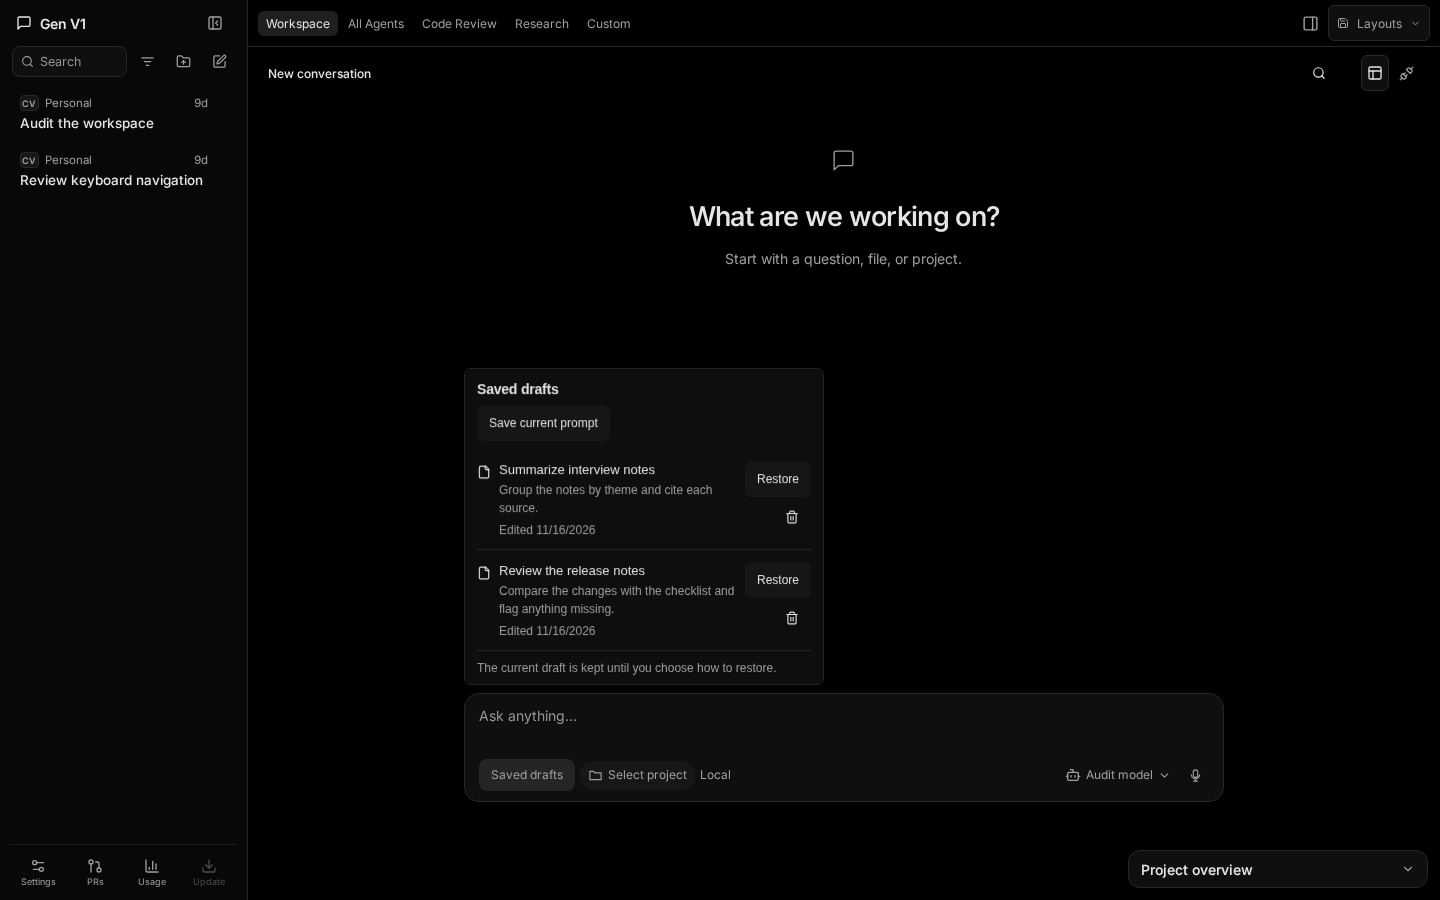 Gen V1
Search
CV Personal 9d
Audit the workspace
CV Personal 9d
Review keyboard navigation
Settings
PRs
Usage
Update
Workspace
All Agents
Code Review
Research
Custom
Layouts
New conversation
What are we working on?
Start with a question, file, or project.
Saved drafts
Save current prompt
Summarize interview notes
Restore
Group the notes by theme and cite each
source.
Edited 11/16/2026
Review the release notes
Restore
Compare the changes with the checklist and
flag anything missing.
Edited 11/16/2026
The current draft is kept until you choose how to restore.
Ask anything...
Saved drafts
Select project
Local
Audit model
Project overview